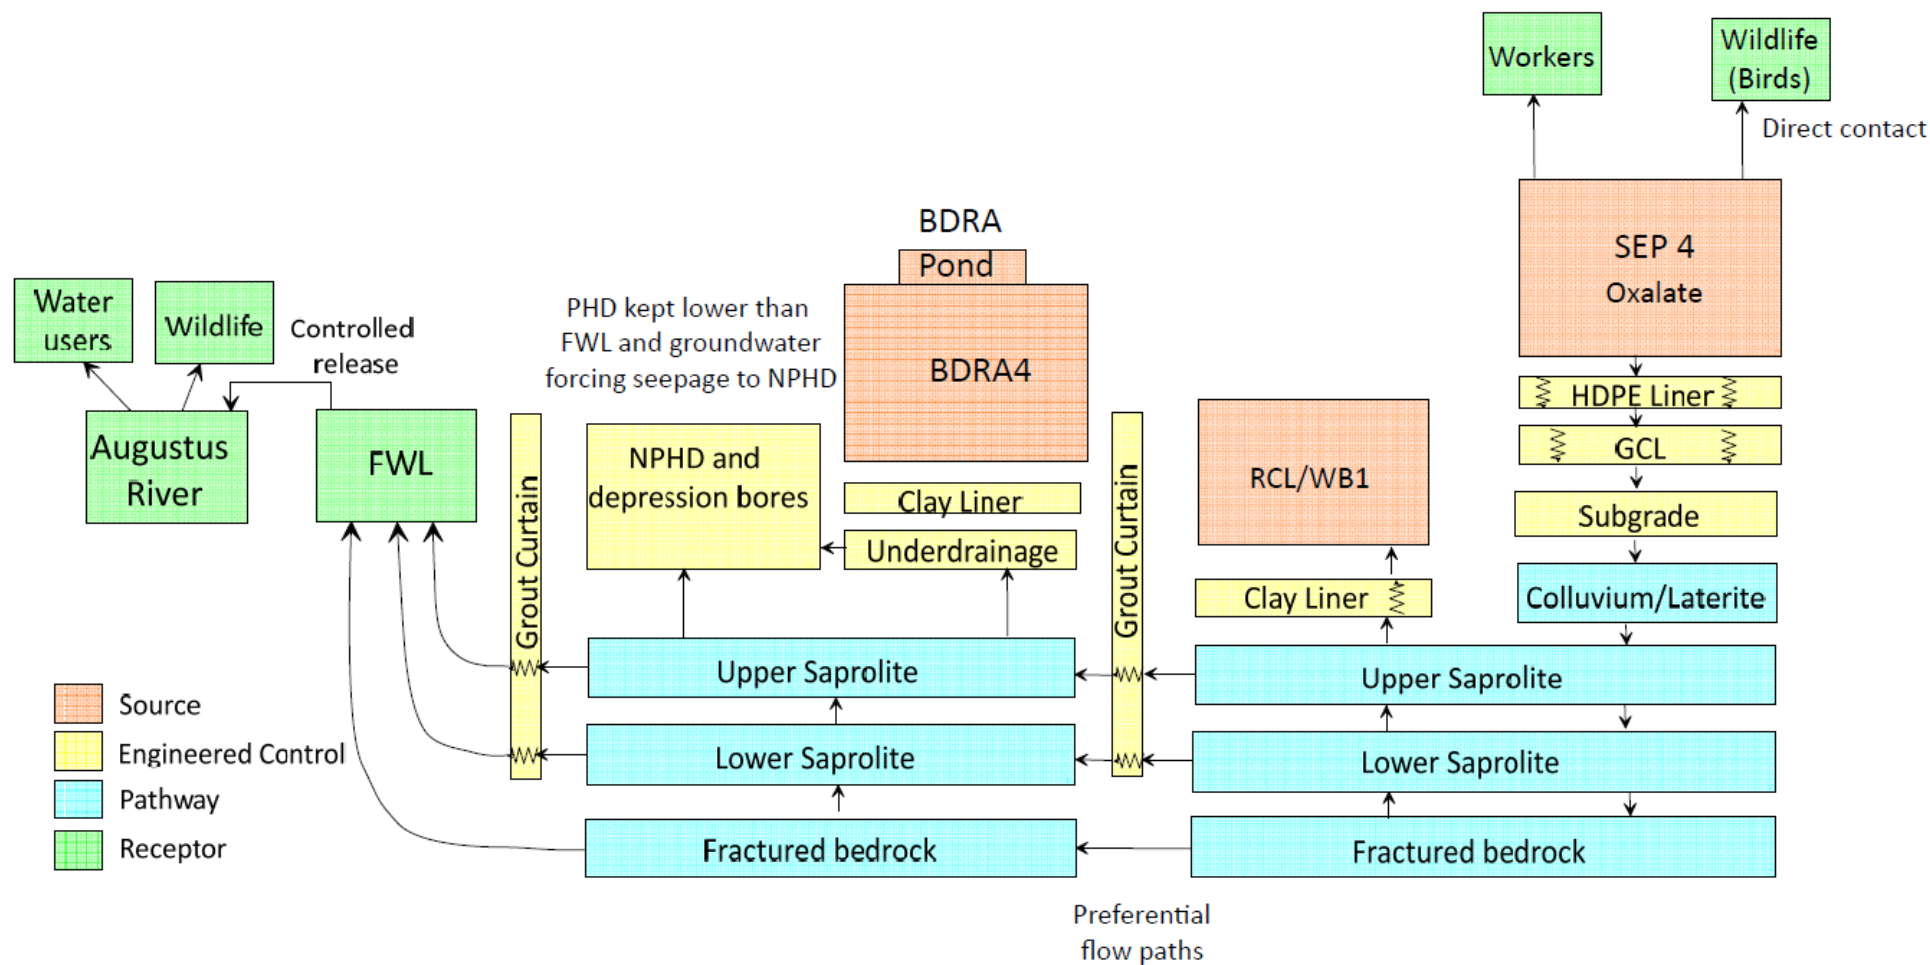 Workers
Wildlife
(Birds)
Direct contact
SEP 4
Oxalate
BDRA
Pond
BDRA4
PHD kept lower than
FWL and groundwater
forcing seepage to NPHD
Water
users
Wildlife
Controlled
release
Augustus
River
FWL
Grout Curtain
NPHD and
depression bores
Clay Liner
Underdrainage
Grout Curtain
RCL/WB1
Clay Liner
HDPE Liner
GCL
Subgrade
Colluvium/Laterite
Upper Saprolite
Upper Saprolite
Lower Saprolite
Lower Saprolite
Fractured bedrock
Fractured bedrock
Preferential
flow paths
Source
Engineered Control
Pathway
Receptor